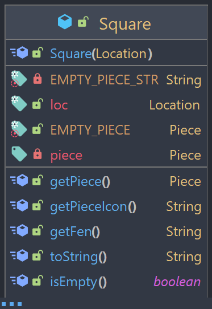 Square
Square(Location)
EMPTY_PIECE_STR String
loc Location
EMPTY_PIECE Piece
piece Piece
getPiece() Piece
getPieceIcon() String
getFen() String
toString() String
isEmpty() boolean